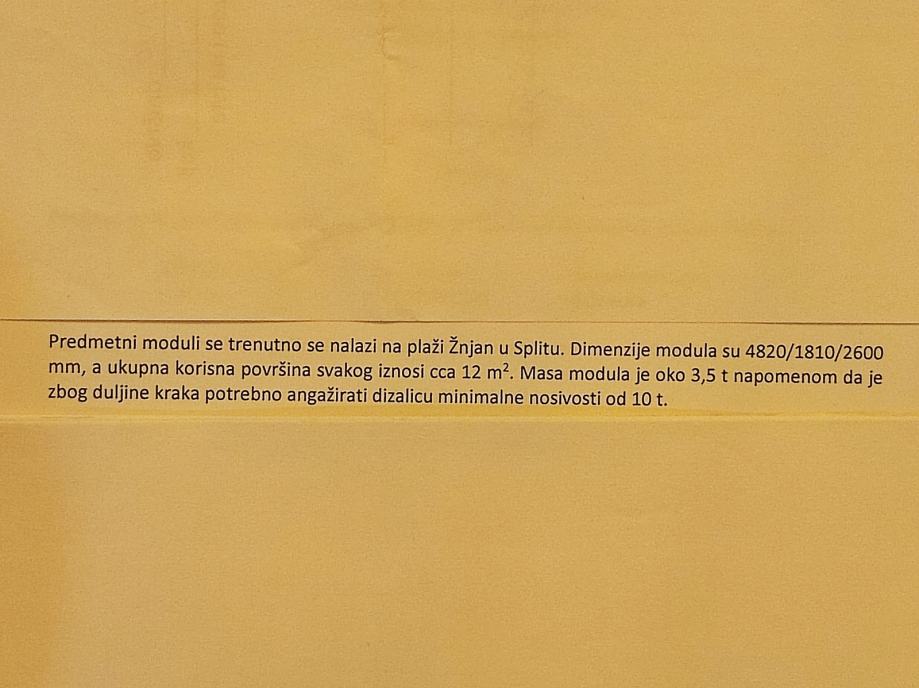 Predmetni moduli se trenutno se nalazi na plaži Žnjan u Splitu. Dimenzije modula su 4820/1810/2600
mm, a ukupna korisna površina svakog iznosi cca 12 m². Masa modula je oko 3,5 t napomenom da je
zbog duljine kraka potrebno angažirati dizalicu minimalne nosivosti od 10 t.